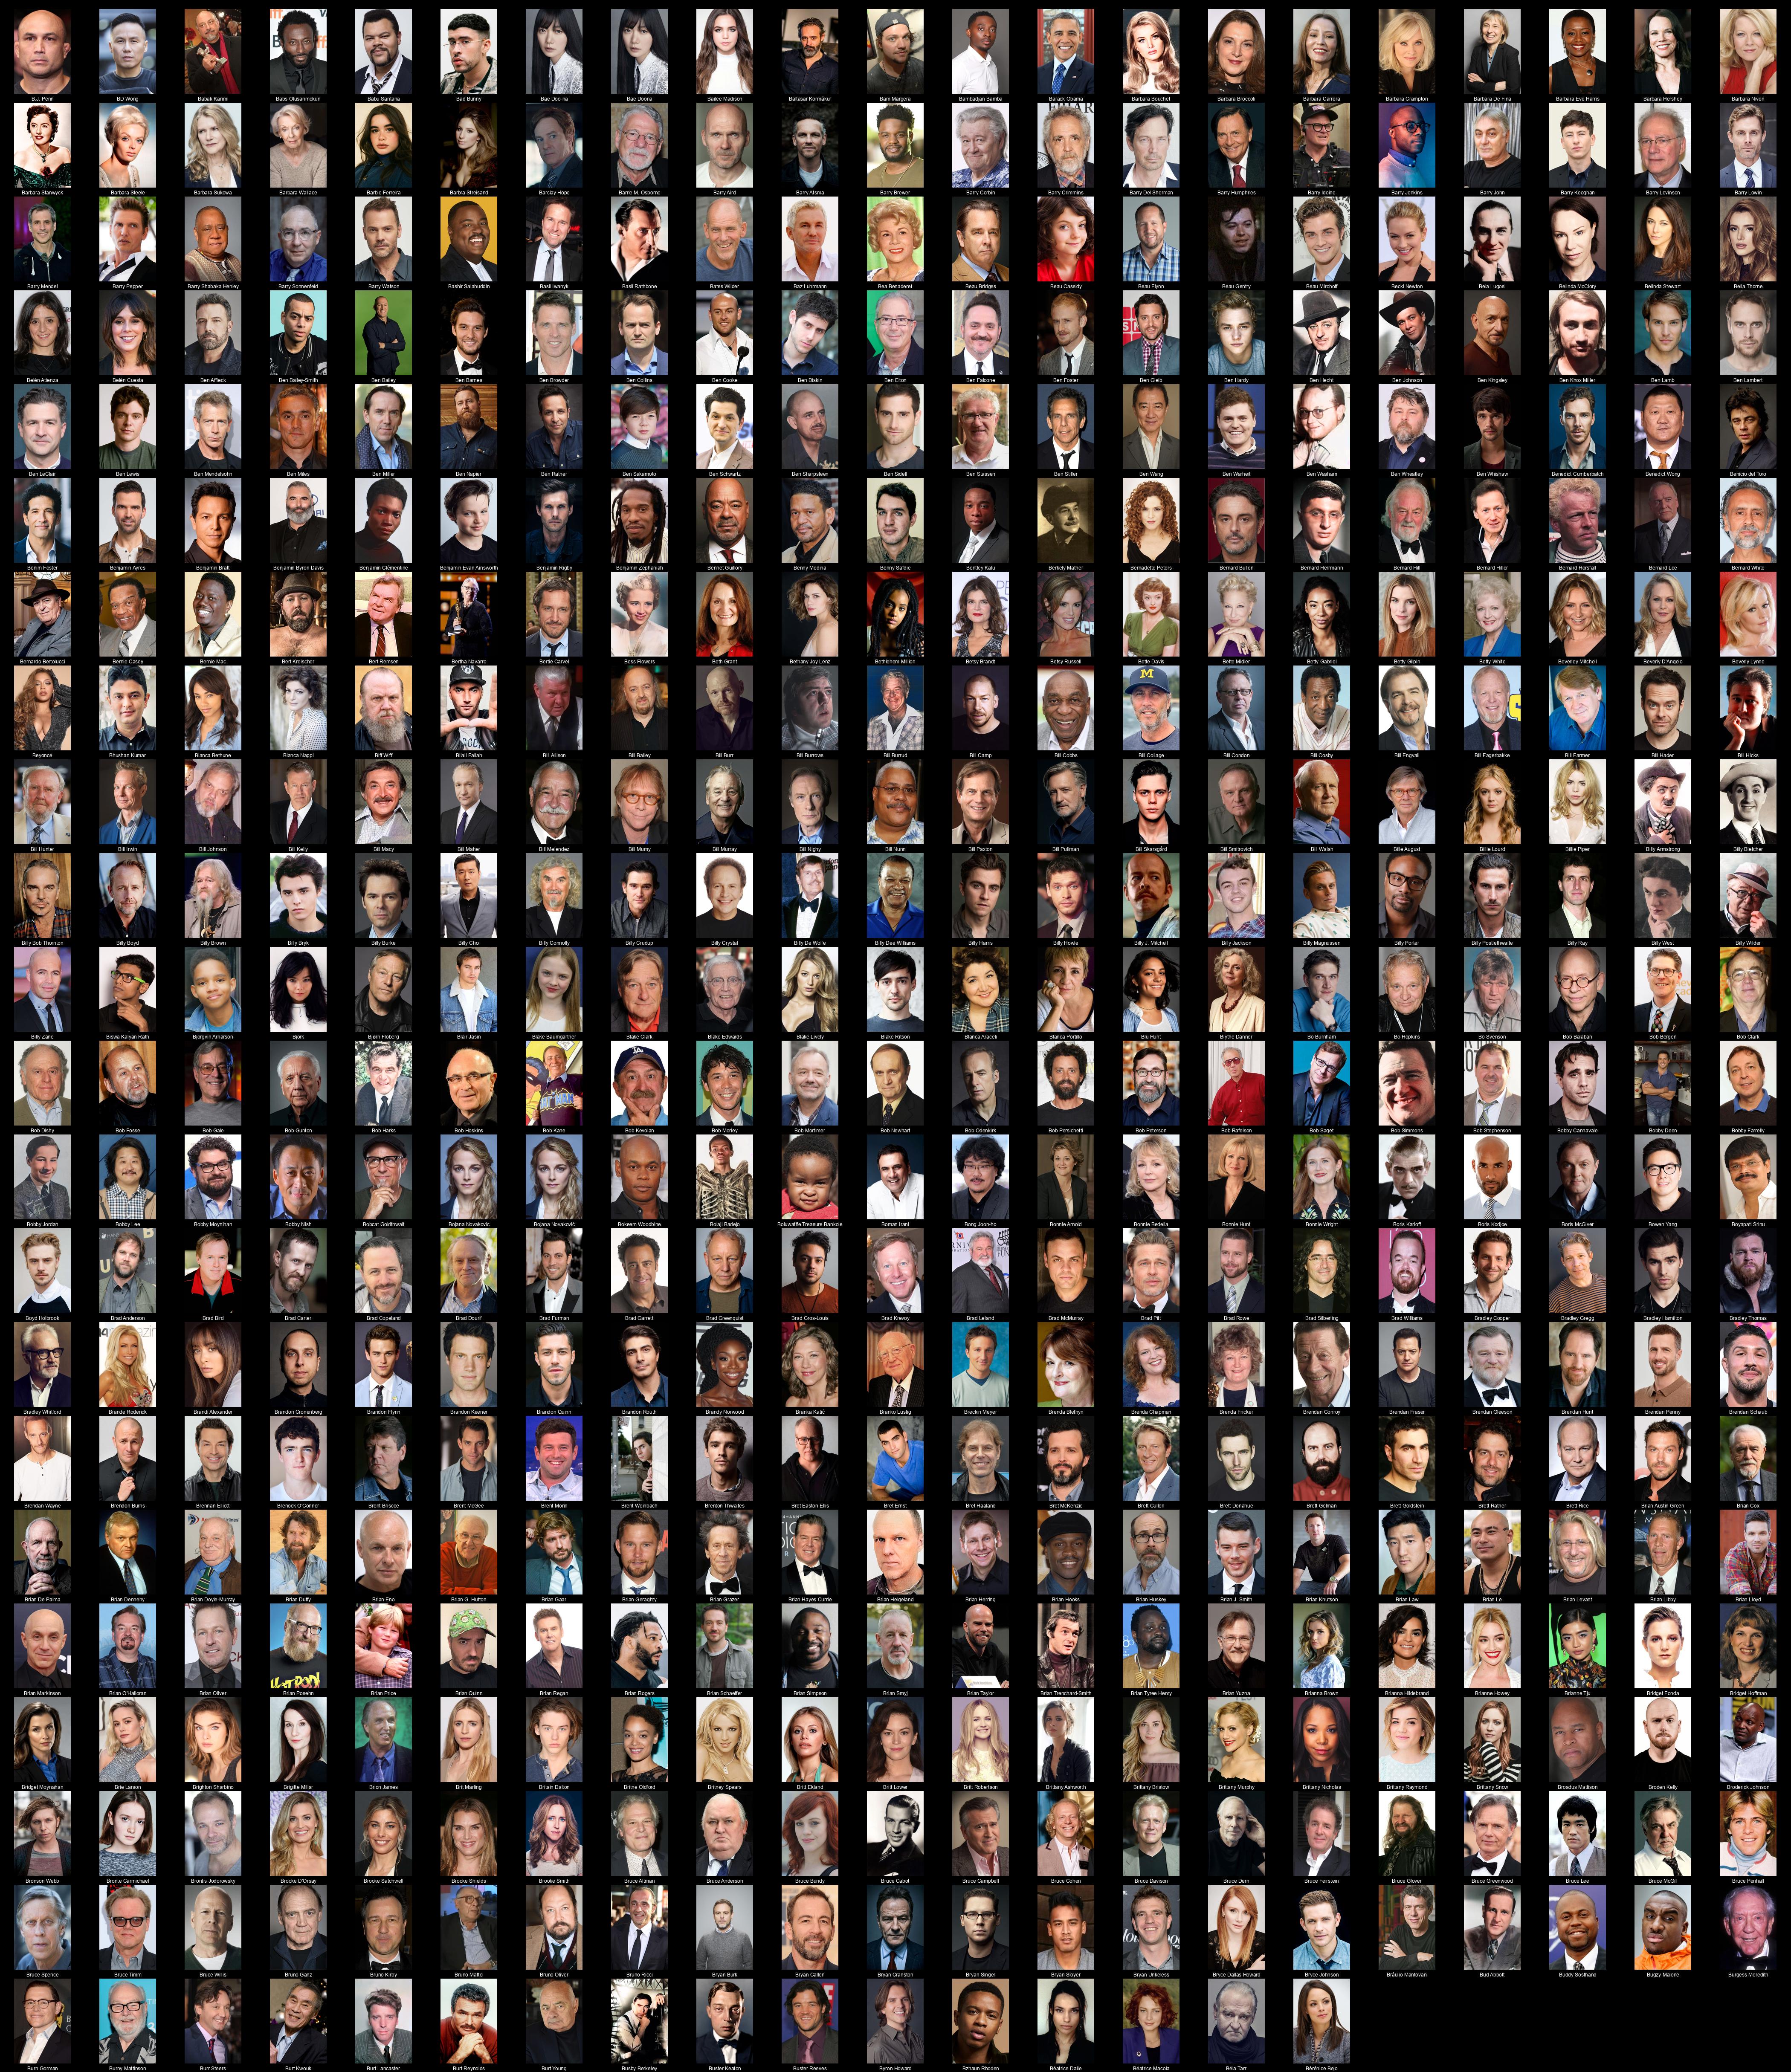 B.J. Penn BD Wong Babak Karimi Babs Olusanmokun Babu Santana Bad Bunny Bae Doo-na Bae Doona Bailee Madison Baltasar Kormákur Bam Margera Bambadjan Bamba Barack Obama Barbara Bouchet Barbara Broccoli Barbara Carrera Barbara Crampton Barbara De Fina Barbara Eve Harris Barbara Hershey Barbara Niven
Barbara Stanwyck Barbara Steele Barbara Sukowa Barbara Wallace Barbie Ferreira Barbra Streisand Barclay Hope Barrie M. Osborne Barry Aird Barry Atsma Barry Brewer Barry Corbin Barry Crimmins Barry Del Sherman Barry Humphries Barry Idoine Barry Jenkins Barry John Barry Keoghan Barry Levinson Barry Lowin
Barry Mendel Barry Pepper Barry Shabaka Henley Barry Sonnenfeld Barry Watson Bashir Salahuddin Basil Iwanyk Basil Rathbone Bates Wilder Baz Luhrmann Bea Benaderet Beau Bridges Beau Cassidy Beau Flynn Beau Gentry Beau Mirchoff Becki Newton Bela Lugosi Belinda McClory Belinda Stewart Bella Thorne
Belén Atienza Belén Cuesta Ben Affleck Ben Bailey-Smith Ben Bailey Ben Barnes Ben Browder Ben Collins Ben Cooke Ben Diskin Ben Elton Ben Falcone Ben Foster Ben Gleib Ben Hardy Ben Hecht Ben Johnson Ben Kingsley Ben Knox Miller Ben Lamb Ben Lambert
Ben LeClair Ben Lewis Ben Mendelsohn Ben Miles Ben Miller Ben Napier Ben Ratner Ben Sakamoto Ben Schwartz Ben Sharpsteen Ben Sidell Ben Stassen Ben Stiller Ben Wang Ben Warheit Ben Washam Ben Wheatley Ben Whishaw Benedict Cumberbatch Benedict Wong Benicio del Toro
Benim Foster Benjamin Ayres Benjamin Bratt Benjamin Byron Davis Benjamin Clémentine Benjamin Evan Ainsworth Benjamin Rigby Benjamin Zephaniah Bennet Guillory Benny Medina Benny Safdie Bentley Kalu Berkely Mather Bernadette Peters Bernard Bullen Bernard Herrmann Bernard Hill Bernard Hiller Bernard Horsfall Bernard Lee Bernard White
Bernardo Bertolucci Bernie Casey Bernie Mac Bert Kreischer Bert Remsen Bertha Navarro Bertie Carvel Bess Flowers Beth Grant Bethany Joy Lenz Bethlehem Million Betsy Brandt Betsy Russell Bette Davis Bette Midler Betty Gabriel Betty Gilpin Betty White Beverley Mitchell Beverly D'Angelo Beverly Lynne
Beyoncé Bhushan Kumar Bianca Bethune Bianca Nappi Biff Wiff Bilall Fallah Bill Allison Bill Bailey Bill Burr Bill Burrows Bill Burrud Bill Camp Bill Cobbs Bill Collage Bill Condon Bill Cosby Bill Engvall Bill Fagerbakke Bill Farmer Bill Hader Bill Hicks
Bill Hunter Bill Irwin Bill Johnson Bill Kelly Bill Macy Bill Maher Bill Melendez Bill Mumy Bill Murray Bill Nighy Bill Nunn Bill Paxton Bill Pullman Bill Skarsgård Bill Smitrovich Bill Walsh Bille August Billie Lourd Billie Piper Billy Armstrong Billy Bletcher
Billy Bob Thornton Billy Boyd Billy Brown Billy Bryk Billy Burke Billy Choi Billy Connolly Billy Crudup Billy Crystal Billy De Wolfe Billy Dee Williams Billy Harris Billy Howle Billy J. Mitchell Billy Jackson Billy Magnussen Billy Porter Billy Postlethwaite Billy Ray Billy West Billy Wilder
Billy Zane Biswa Kalyan Rath Bjorgvin Arnarson Björk Bjørn Floberg Blair Jasin Blake Baumgartner Blake Clark Blake Edwards Blake Lively Blake Ritson Blanca Araceli Blanca Portillo Blu Hunt Blythe Danner Bo Burnham Bo Hopkins Bo Svenson Bob Balaban Bob Bergen Bob Clark
Bob Dishy Bob Fosse Bob Gale Bob Gunton Bob Harks Bob Hoskins Bob Kane Bob Kevoian Bob Morley Bob Mortimer Bob Newhart Bob Odenkirk Bob Persichetti Bob Peterson Bob Rafelson Bob Saget Bob Simmons Bob Stephenson Bobby Cannavale Bobby Deen Bobby Farrelly
Bobby Jordan Bobby Lee Bobby Moynihan Bobby Nish Bobcat Goldthwait Bojana Novakovic Bojana Novaković Bokeem Woodbine Bolaji Badejo Boluwatife Treasure Bankole Boman Irani Bong Joon-ho Bonnie Arnold Bonnie Bedelia Bonnie Hunt Bonnie Wright Boris Karloff Boris Kodjoe Boris McGiver Bowen Yang Boyapati Srinu
Boyd Holbrook Brad Anderson Brad Bird Brad Carter Brad Copeland Brad Dourif Brad Furman Brad Garrett Brad Greenquist Brad Gros-Louis Brad Krevoy Brad Leland Brad McMurray Brad Pitt Brad Rowe Brad Silberling Brad Williams Bradley Cooper Bradley Gregg Bradley Hamilton Bradley Thomas
Bradley Whitford Brande Roderick Brandi Alexander Brandon Cronenberg Brandon Flynn Brandon Keener Brandon Quinn Brandon Routh Brandy Norwood Branka Katić Branko Lustig Breckin Meyer Brenda Blethyn Brenda Chapman Brenda Fricker Brendan Conroy Brendan Fraser Brendan Gleeson Brendan Hunt Brendan Penny Brendan Schaub
Brendan Wayne Brendon Burns Brennan Elliott Brenock O'Connor Brent Briscoe Brent McGee Brent Morin Brent Weinbach Brenton Thwaites Bret Easton Ellis Bret Ernst Bret Haaland Bret McKenzie Brett Cullen Brett Donahue Brett Gelman Brett Goldstein Brett Ratner Brett Rice Brian Austin Green Brian Cox
Brian De Palma Brian Dennehy Brian Doyle-Murray Brian Duffy Brian Eno Brian G. Hutton Brian Gaar Brian Geraghty Brian Grazer Brian Hayes Currie Brian Helgeland Brian Herring Brian Hooks Brian Huskey Brian J. Smith Brian Knutson Brian Law Brian Le Brian Levant Brian Libby Brian Lloyd
Brian Markinson Brian O'Halloran Brian Oliver Brian Posehn Brian Price Brian Quinn Brian Regan Brian Rogers Brian Schaeffer Brian Simpson Brian Smyj Brian Taylor Brian Trenchard-Smith Brian Tyree Henry Brian Yuzna Brianna Brown Brianna Hildebrand Brianne Howey Brianne Tju Bridget Fonda Bridget Hoffman
Bridget Moynahan Brie Larson Brighton Sharbino Brigitte Millar Brion James Brit Marling Britain Dalton Britne Oldford Britney Spears Britt Ekland Britt Lower Britt Robertson Brittany Ashworth Brittany Bristow Brittany Murphy Brittany Nicholas Brittany Raymond Brittany Snow Broadus Mattison Broden Kelly Broderick Johnson
Bronson Webb Bronte Carmichael Brontis Jodorowsky Brooke D'Orsay Brooke Satchwell Brooke Shields Brooke Smith Bruce Altman Bruce Anderson Bruce Bundy Bruce Cabot Bruce Campbell Bruce Cohen Bruce Davison Bruce Dern Bruce Feirstein Bruce Glover Bruce Greenwood Bruce Lee Bruce McGill Bruce Penhall
Bruce Spence Bruce Timm Bruce Willis Bruno Ganz Bruno Kirby Bruno Mattei Bruno Oliver Bruno Ricci Bryan Burk Bryan Callen Bryan Cranston Bryan Singer Bryan Sloyer Bryan Unkeless Bryce Dallas Howard Bryce Johnson Bráulio Mantovani Bud Abbott Buddy Sosthand Bugzy Malone Burgess Meredith
Burn Gorman Burny Mattinson Burr Steers Burt Kwouk Burt Lancaster Burt Reynolds Burt Young Busby Berkeley Buster Keaton Buster Reeves Byron Howard Bzhaun Rhoden Béatrice Dalle Béatrice Macola Béla Tarr Bérénice Bejo